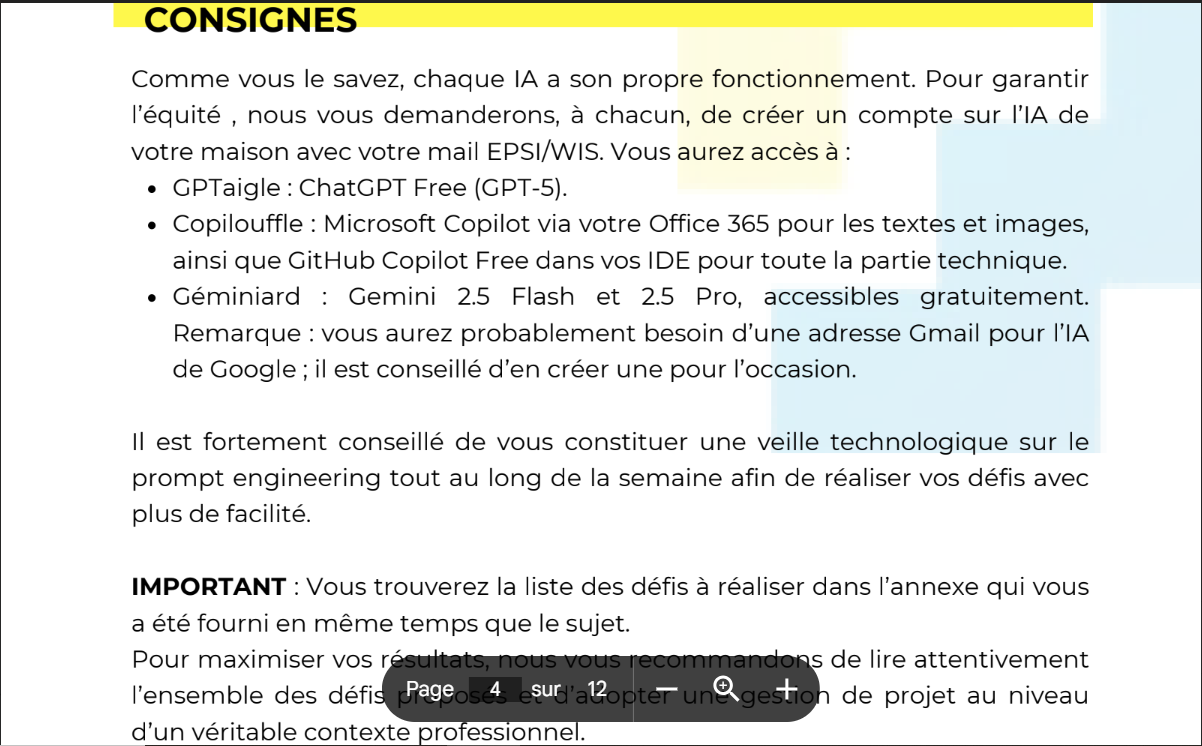 CONSIGNES
Comme vous le savez, chaque IA a son propre fonctionnement. Pour garantir
l'équité , nous vous demanderons, à chacun, de créer un compte sur l'IA de
votre maison avec votre mail EPSI/WIS. Vous aurez accès à :
• GPTaigle : ChatGPT Free (GPT-5).
• Copilouffle : Microsoft Copilot via votre Office 365 pour les textes et images,
ainsi que GitHub Copilot Free dans vos IDE pour toute la partie technique.
• Géminiard : Gemini 2.5 Flash et 2.5 Pro, accessibles gratuitement.
Remarque : vous aurez probablement besoin d'une adresse Gmail pour l'IA
de Google ; il est conseillé d'en créer une pour l'occasion.
Il est fortement conseillé de vous constituer une veille technologique sur le
prompt engineering tout au long de la semaine afin de réaliser vos défis avec
plus de facilité.
IMPORTANT : Vous trouverez la liste des défis à réaliser dans l'annexe qui vous
a été fourni en même temps que le sujet.
Pour maximiser vos résultats, nous vous recommandons de lire attentivement
l'ensemble des défis proposés et d'adopter une gestion de projet au niveau
d'un véritable contexte professionnel.
Page 4 sur 12